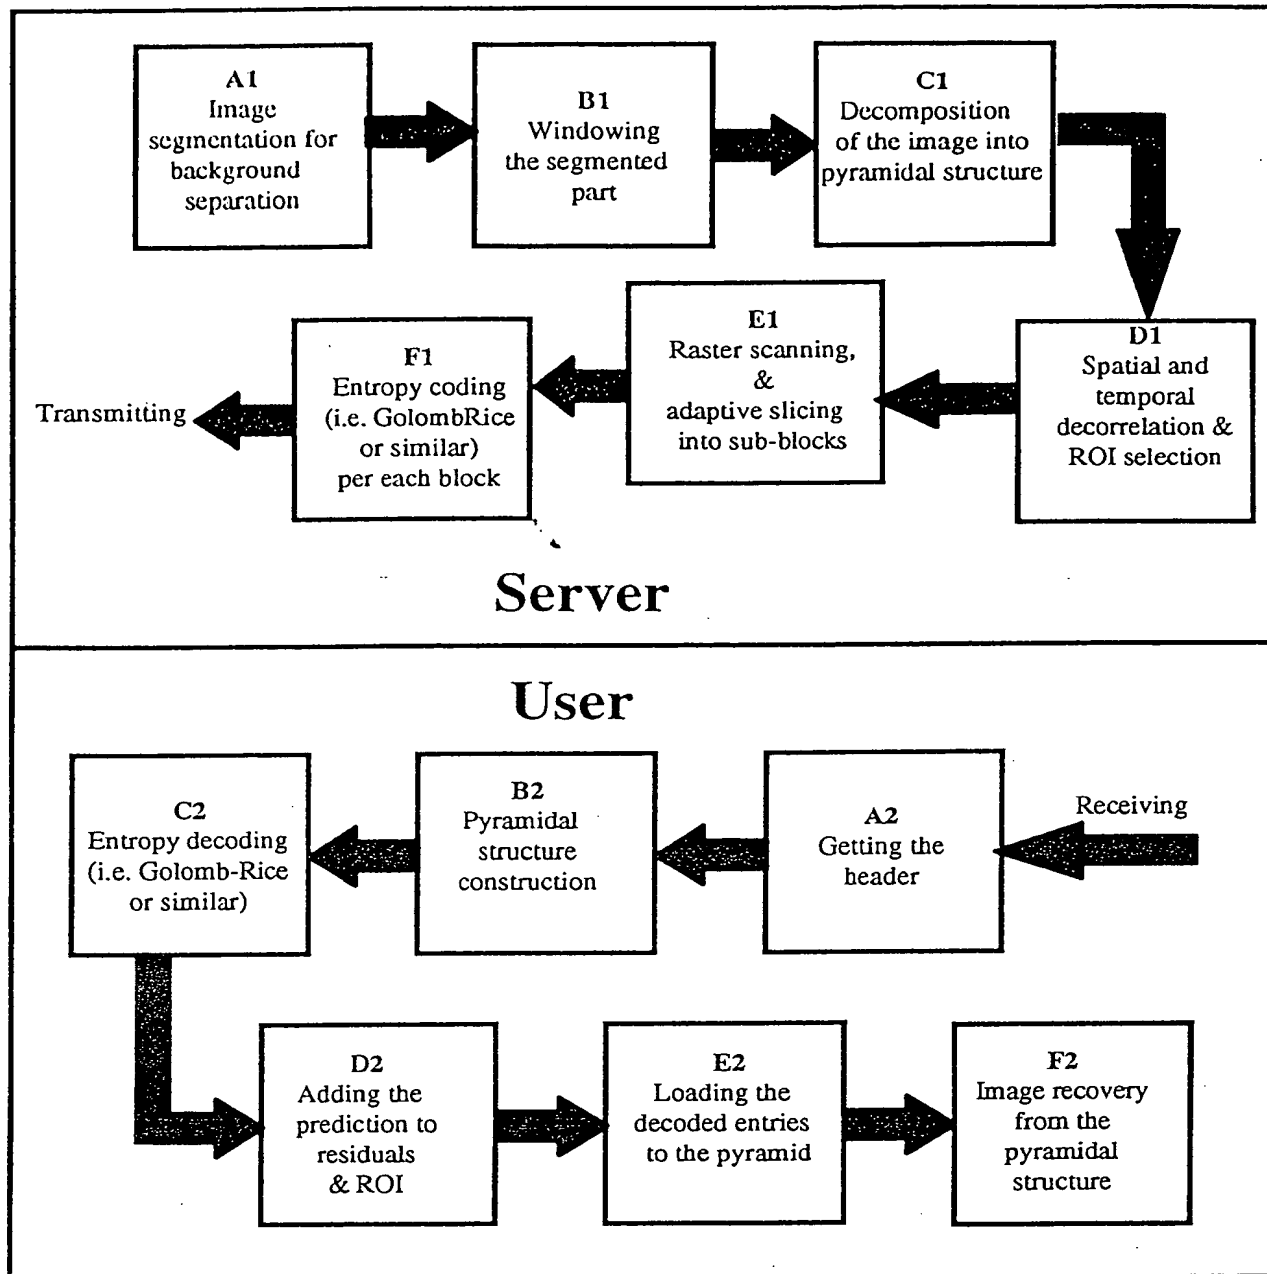 A1
Image
segmentation for
background
separation
B1
Windowing
the segmented
part
C1
Decomposition
of the image into
pyramidal structure
D1
Spatial and
temporal
decorrelation &
ROI selection
E1
Raster scanning,
&
adaptive slicing
into sub-blocks
F1
Entropy coding
(i.e. GolombRice
or similar)
per each block
Transmitting
Server
User
Receiving
A2
Getting the
header
B2
Pyramidal
structure
construction
C2
Entropy decoding
(i.e. Golomb-Rice
or similar)
D2
Adding the
prediction to
residuals
& ROI
E2
Loading the
decoded entries
to the pyramid
F2
Image recovery
from the
pyramidal
structure